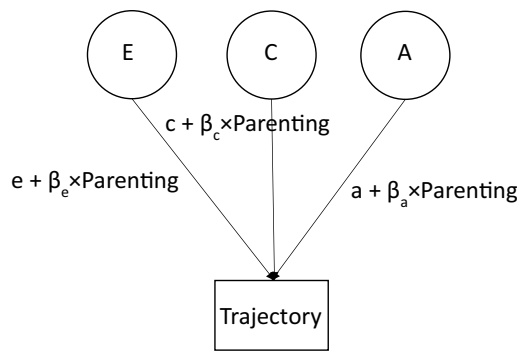 E
C
A
c + βc×Parenting
e + βe×Parenting
a + βa×Parenting
Trajectory